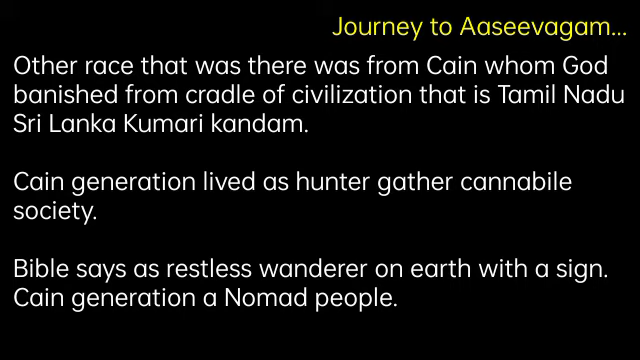 Journey to Aaseevagam...
Other race that was there was from Cain whom God
banished from cradle of civilization that is Tamil Nadu
Sri Lanka Kumari kandam.
Cain generation lived as hunter gather cannabile
society.
Bible says as restless wanderer on earth with a sign.
Cain generation a Nomad people.